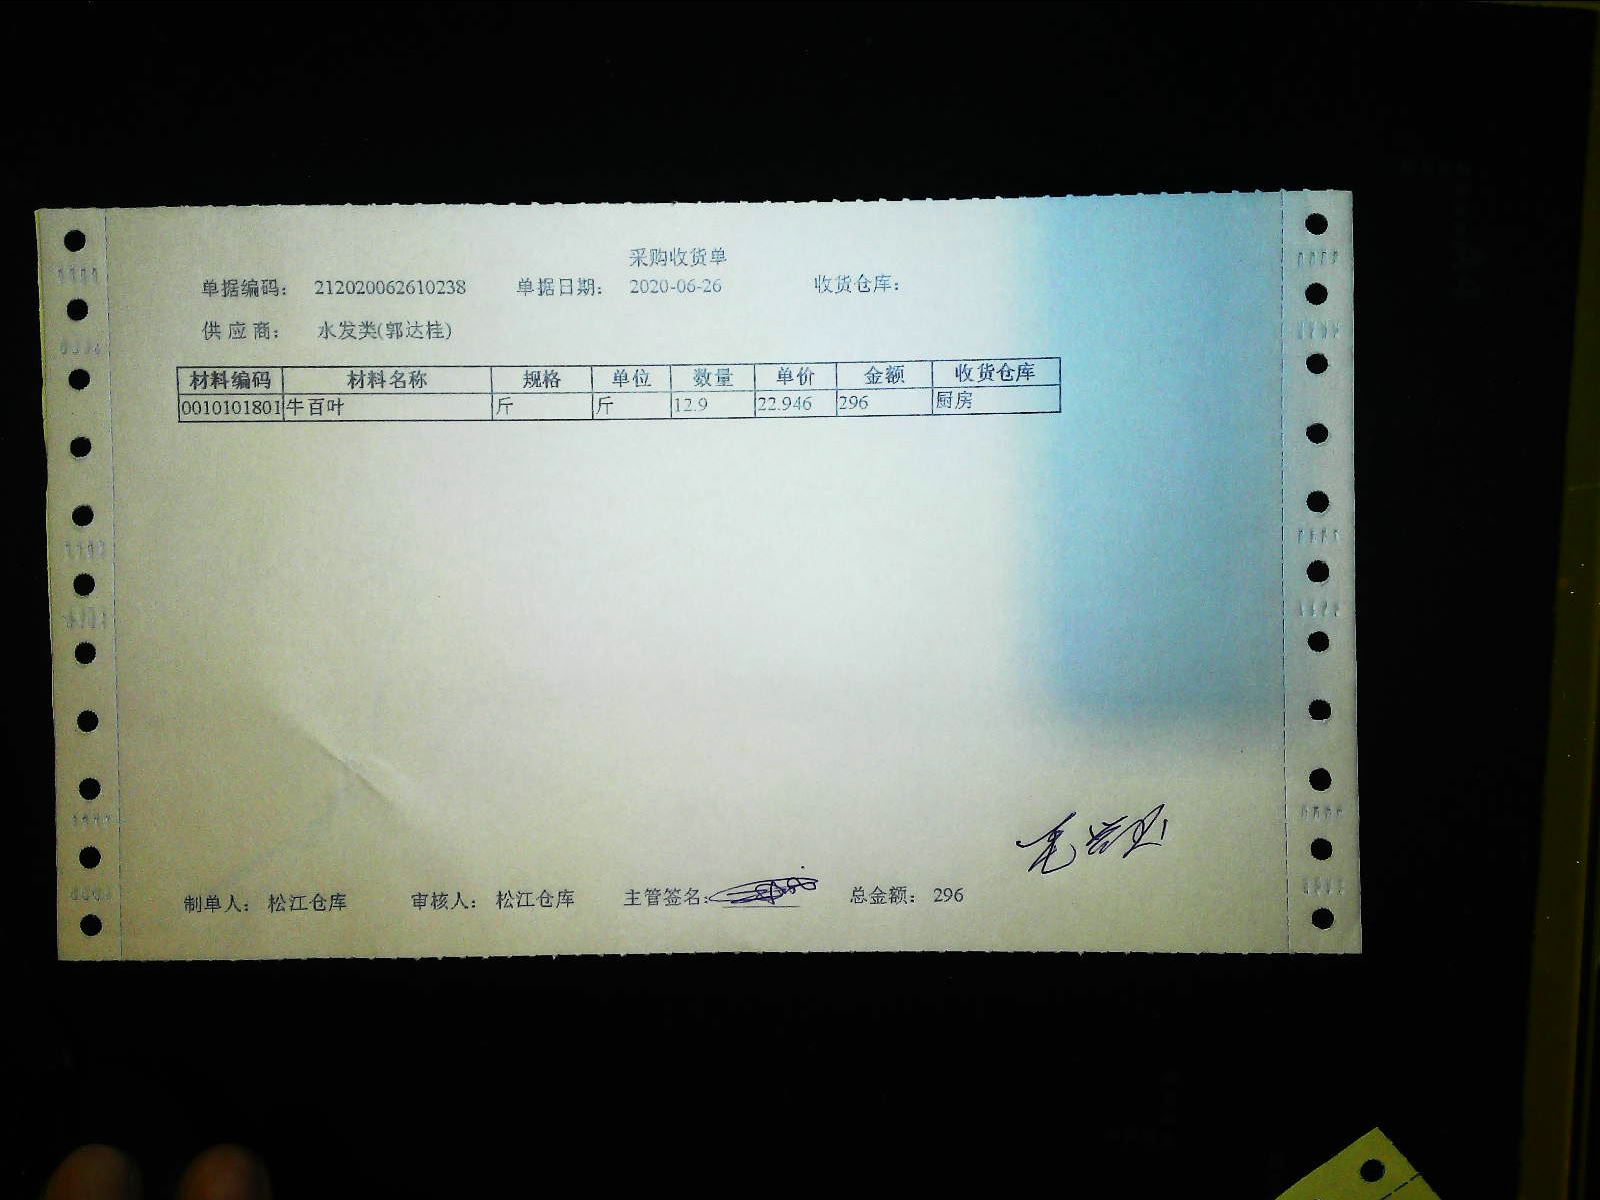 采购收货单
单据编码: 212020062610238 单据日期: 2020-06-26 收货仓库:
供应商: 水发类(郭达桂)
材料编码 材料名称 规格 单位 数量 单价 金额 收货仓库
0010101801 牛百叶 斤 斤 12.9 22.946 296 厨房
制单人: 松江仓库 审核人: 松江仓库 主管签名: 总金额: 296